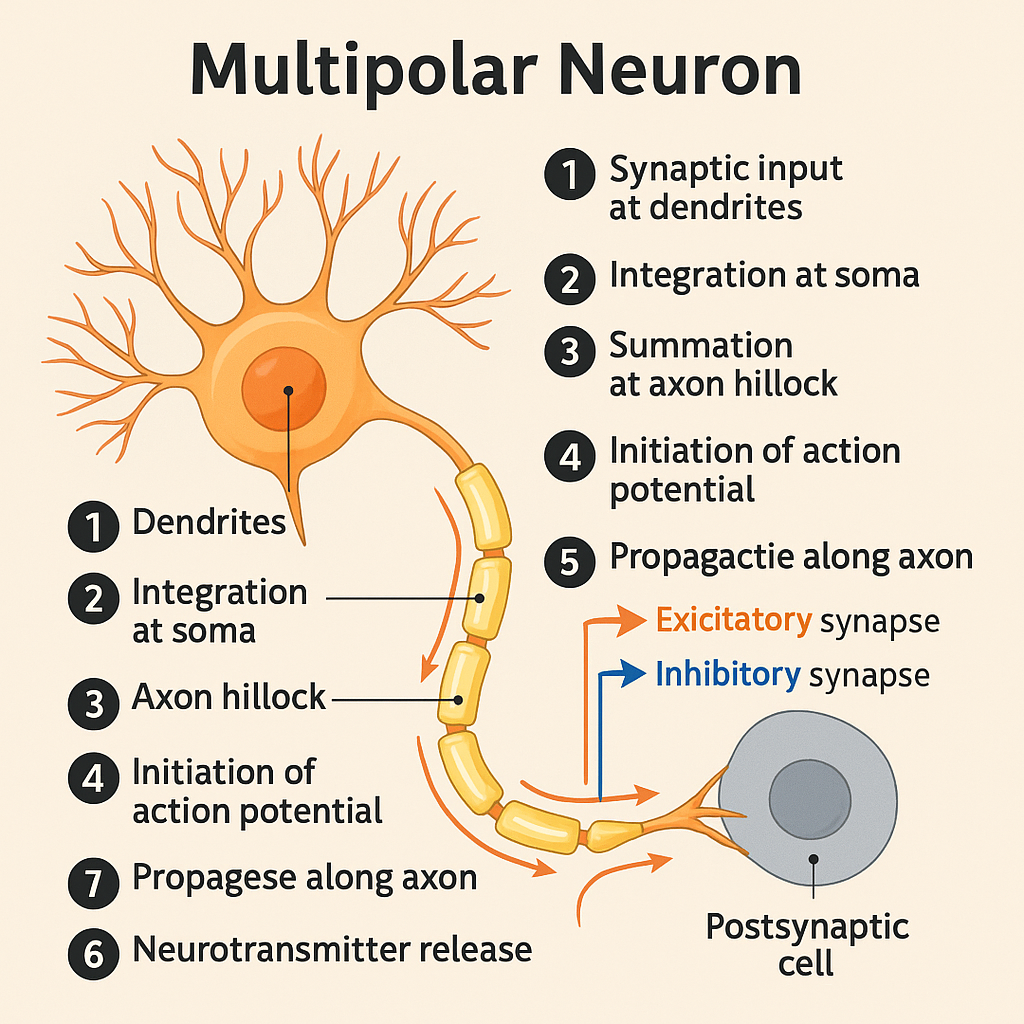 Multipolar Neuron
1 Synaptic input
at dendrites
2 Integration at soma
3 Summation
at axon hillock
4 Initiation of action
potential
5 Propagactie along axon
Exicitatory synapse
Inhibitory synapse
1 Dendrites
2 Integration
at soma
3 Axon hillock
4 Initiation of
action potential
7 Propagese along axon
6 Neurotransmitter release
Postsynaptic
cell